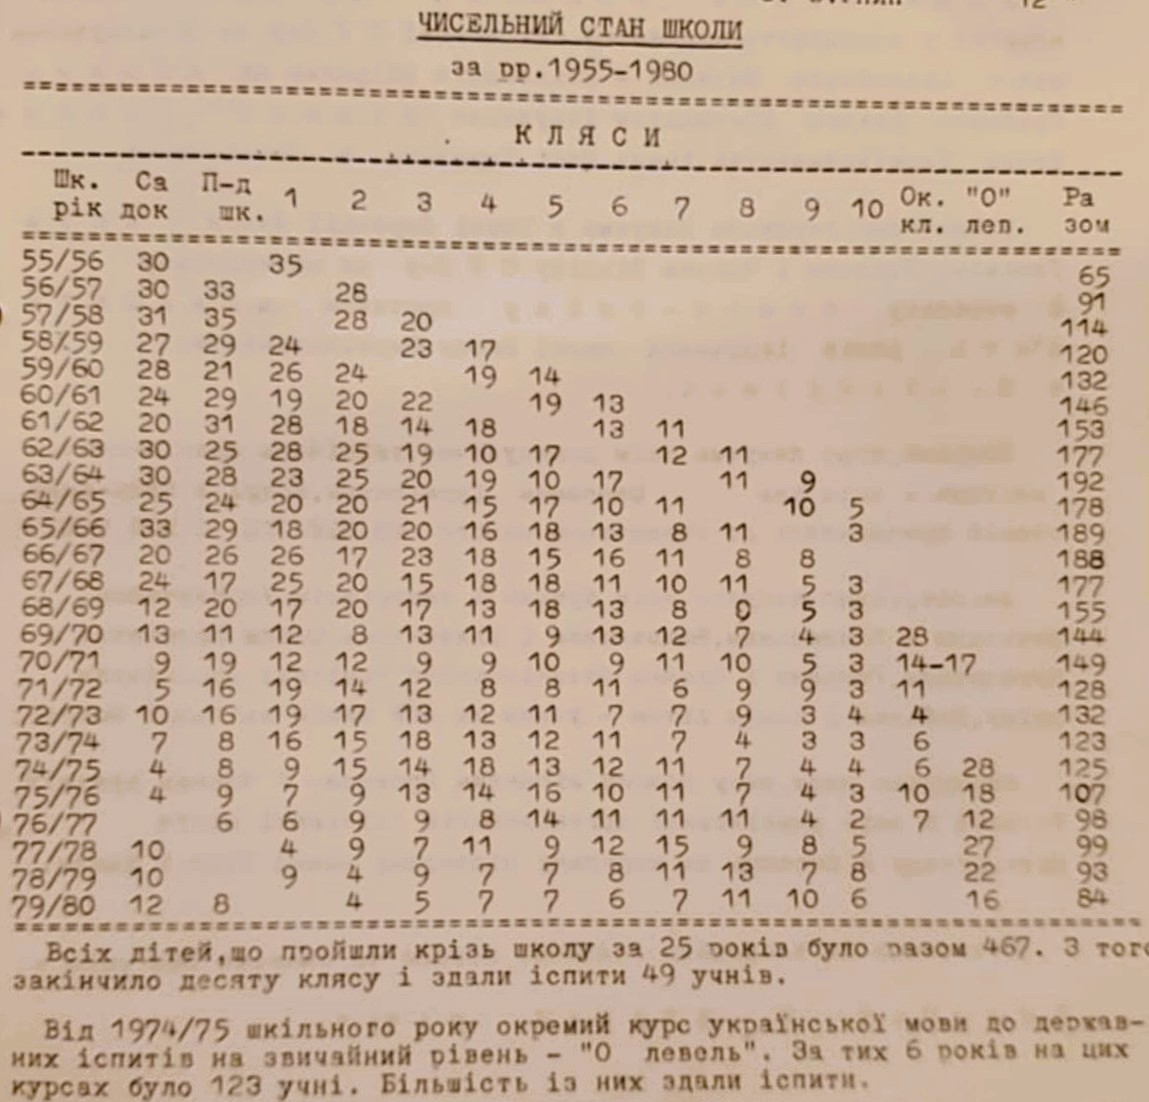 ЧИСЕЛЬНИЙ СТАН ШКОЛИ
за рр.1955-1980
К Л Я С И
Шк. Са П-д 1 2 3 4 5 6 7 8 9 10 Ок. "О" Ра
рік док шк. кл. леп. зом
55/56 30 35 65
56/57 30 33 28 91
57/58 31 35 28 20 114
58/59 27 29 24 23 17 120
59/60 28 21 26 24 19 14 132
60/61 24 29 19 20 22 19 13 146
61/62 20 31 28 18 14 18 13 11 153
62/63 30 25 28 25 19 10 17 12 11 177
63/64 30 28 23 25 20 19 10 17 11 9 192
64/65 25 24 20 20 21 15 17 10 11 10 5 178
65/66 33 29 18 20 20 16 18 13 8 11 3 189
66/67 20 26 26 17 23 18 15 16 11 8 8 188
67/68 24 17 25 20 15 18 18 11 10 11 5 3 177
68/69 12 20 17 20 17 13 18 13 8 9 5 3 155
69/70 13 11 12 8 13 11 9 13 12 7 4 3 28 144
70/71 9 19 12 12 9 9 10 9 11 10 5 3 14-17 149
71/72 5 16 19 14 12 8 8 11 6 9 9 3 11 128
72/73 10 16 19 17 13 12 11 7 7 9 3 4 4 132
73/74 7 8 16 15 18 13 12 11 7 4 3 3 6 123
74/75 4 8 9 15 14 18 13 12 11 7 4 4 6 28 125
75/76 4 9 7 9 13 14 16 10 11 7 4 3 10 18 107
76/77 6 6 9 9 8 14 11 11 11 4 2 7 12 98
77/78 10 4 9 7 11 9 12 15 9 8 5 27 99
78/79 10 9 4 9 7 7 8 11 13 7 8 22 93
79/80 12 8 4 5 7 7 6 7 11 10 6 16 84
Всіх дітей,що пройшли крізь школу за 25 років було разом 467. З того
закінчило десяту клясу і здали іспити 49 учнів.
Від 1974/75 шкільного року окремий курс української мови до держав-
них іспитів на звичайний рівень - "О левель". За тих 6 років на цих
курсах було 123 учні. Більшість із них здали іспити.